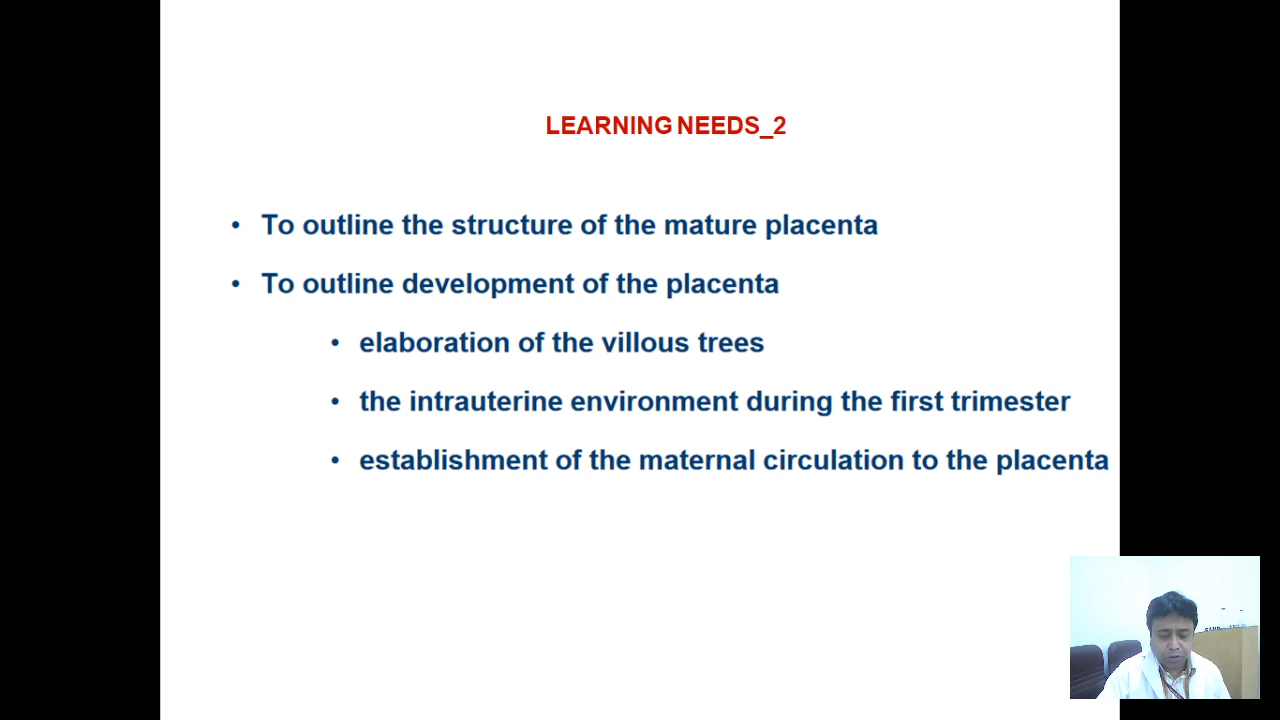 LEARNING NEEDS_2
• To outline the structure of the mature placenta
• To outline development of the placenta
• elaboration of the villous trees
• the intrauterine environment during the first trimester
• establishment of the maternal circulation to the placenta